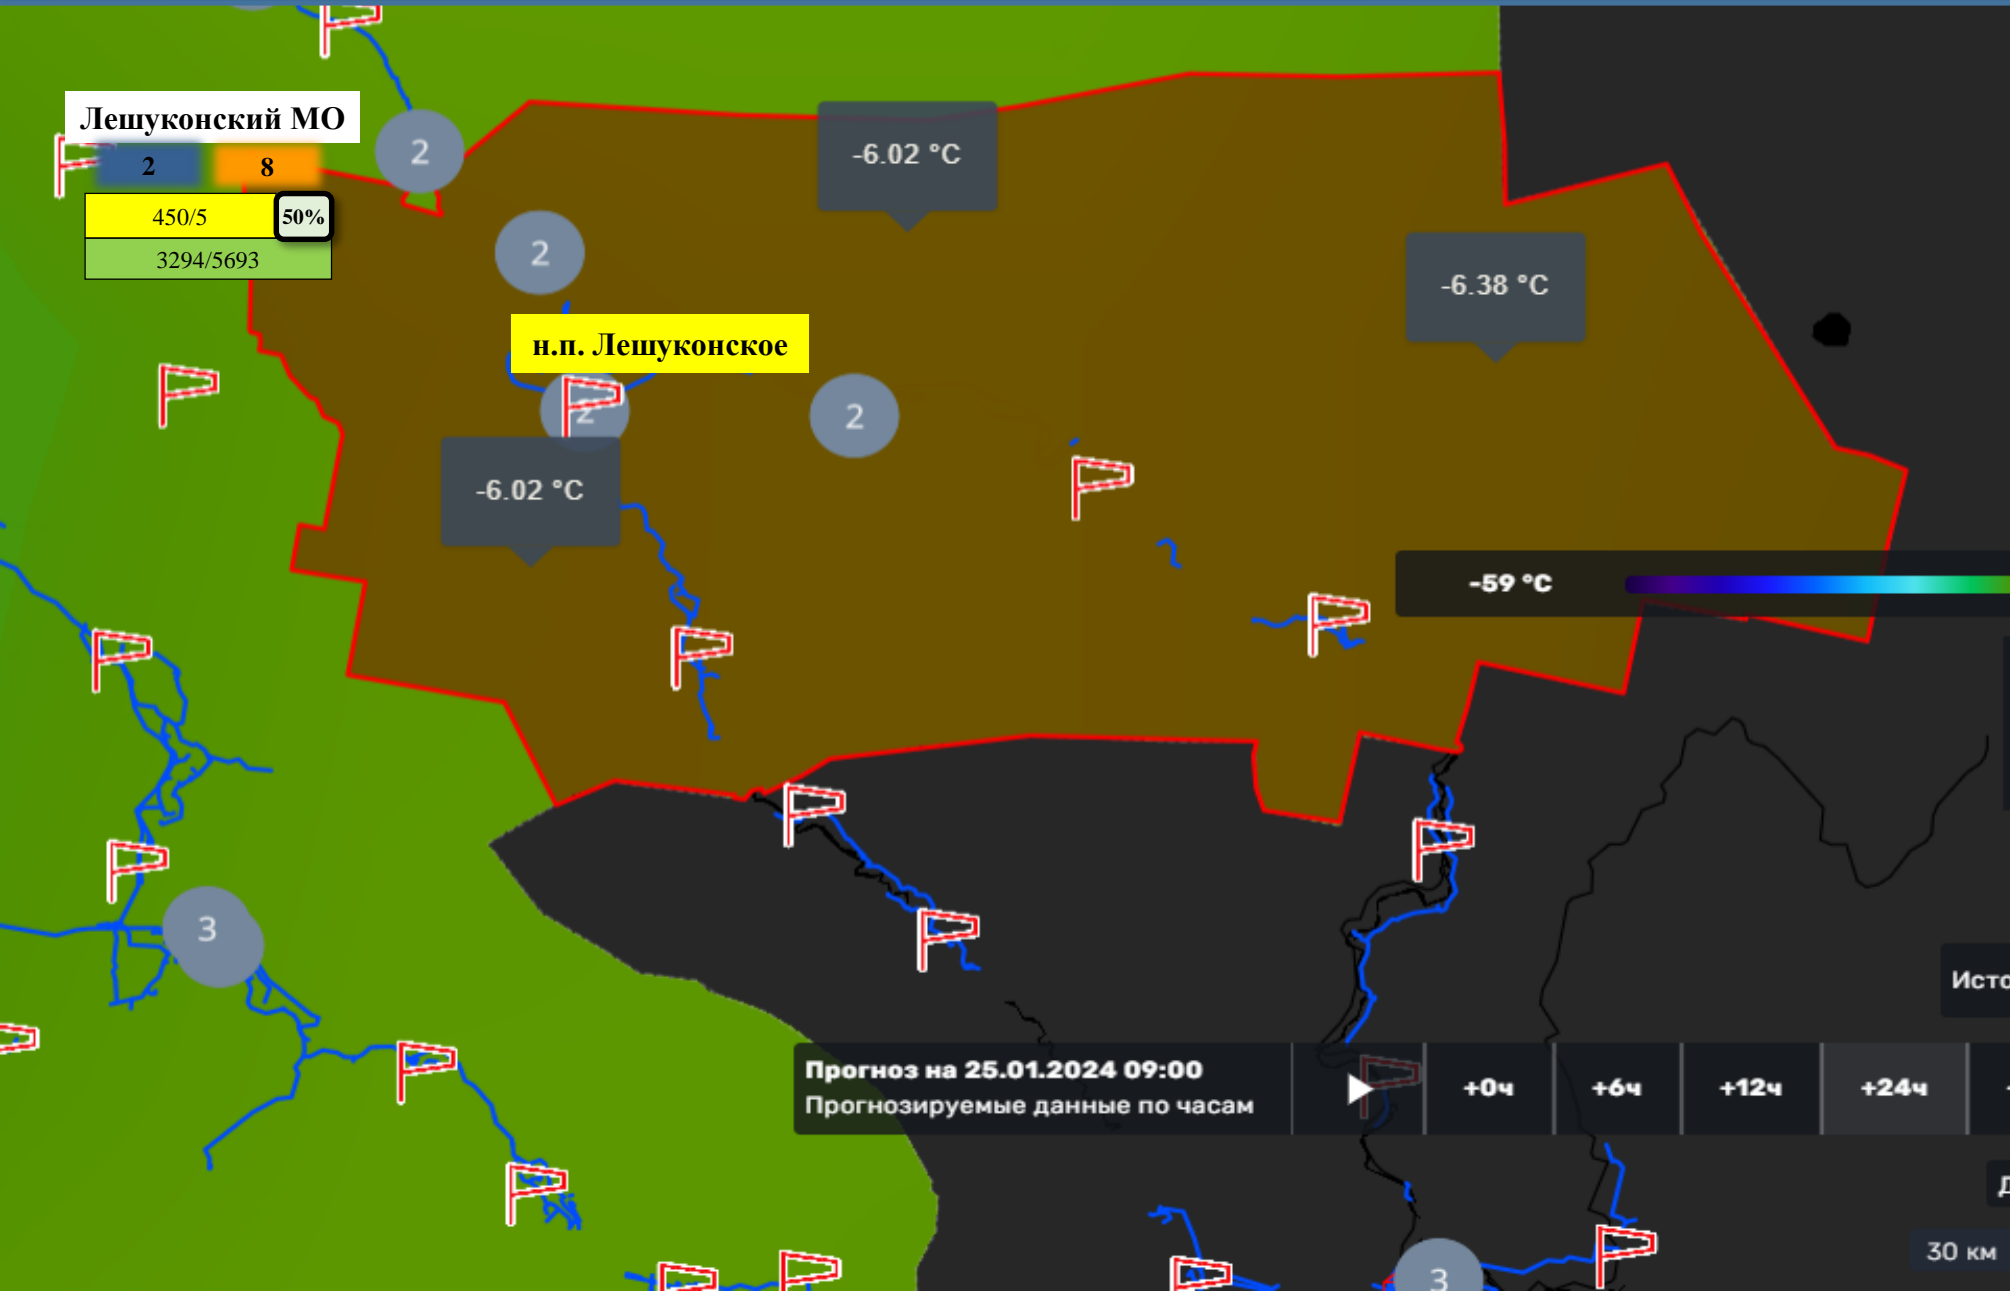 2
Лешуконский МО
2 8
450/5 50%
3294/5693
-6.02 °C
2
-6.38 °C
н.п. Лешуконское
2
2
-6.02 °C
-59 °C
3
Прогноз на 25.01.2024 09:00
Прогнозируемые данные по часам
+0ч +6ч +12ч +24ч
Исто
Д
30 км
3